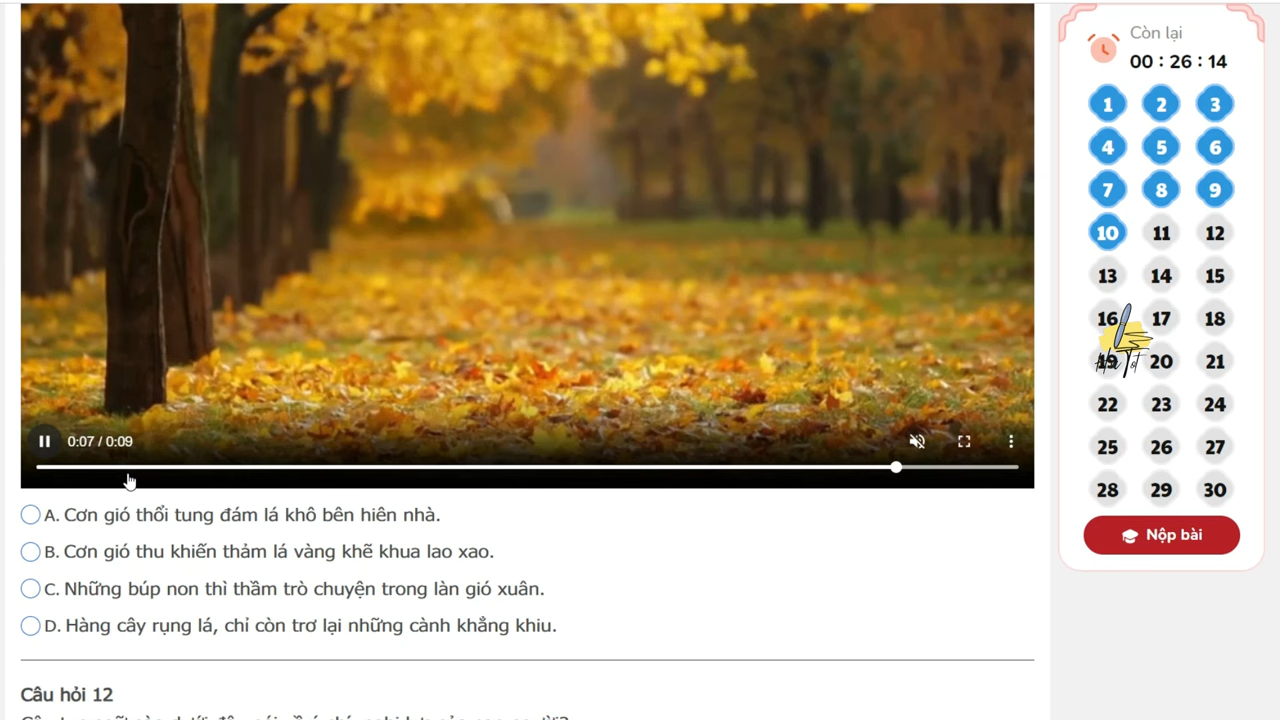 Còn lại
00 : 26 : 14
1 2 3
4 5 6
7 8 9
10 11 12
13 14 15
16 17 18
19 20 21
22 23 24
25 26 27
28 29 30
Nộp bài
0:07 / 0:09
A. Cơn gió thổi tung đám lá khô bên hiên nhà.
B. Cơn gió thu khiến thảm lá vàng khẽ khua lao xao.
C. Những búp non thì thầm trò chuyện trong làn gió xuân.
D. Hàng cây rụng lá, chỉ còn trơ lại những cành khẳng khiu.
Câu hỏi 12